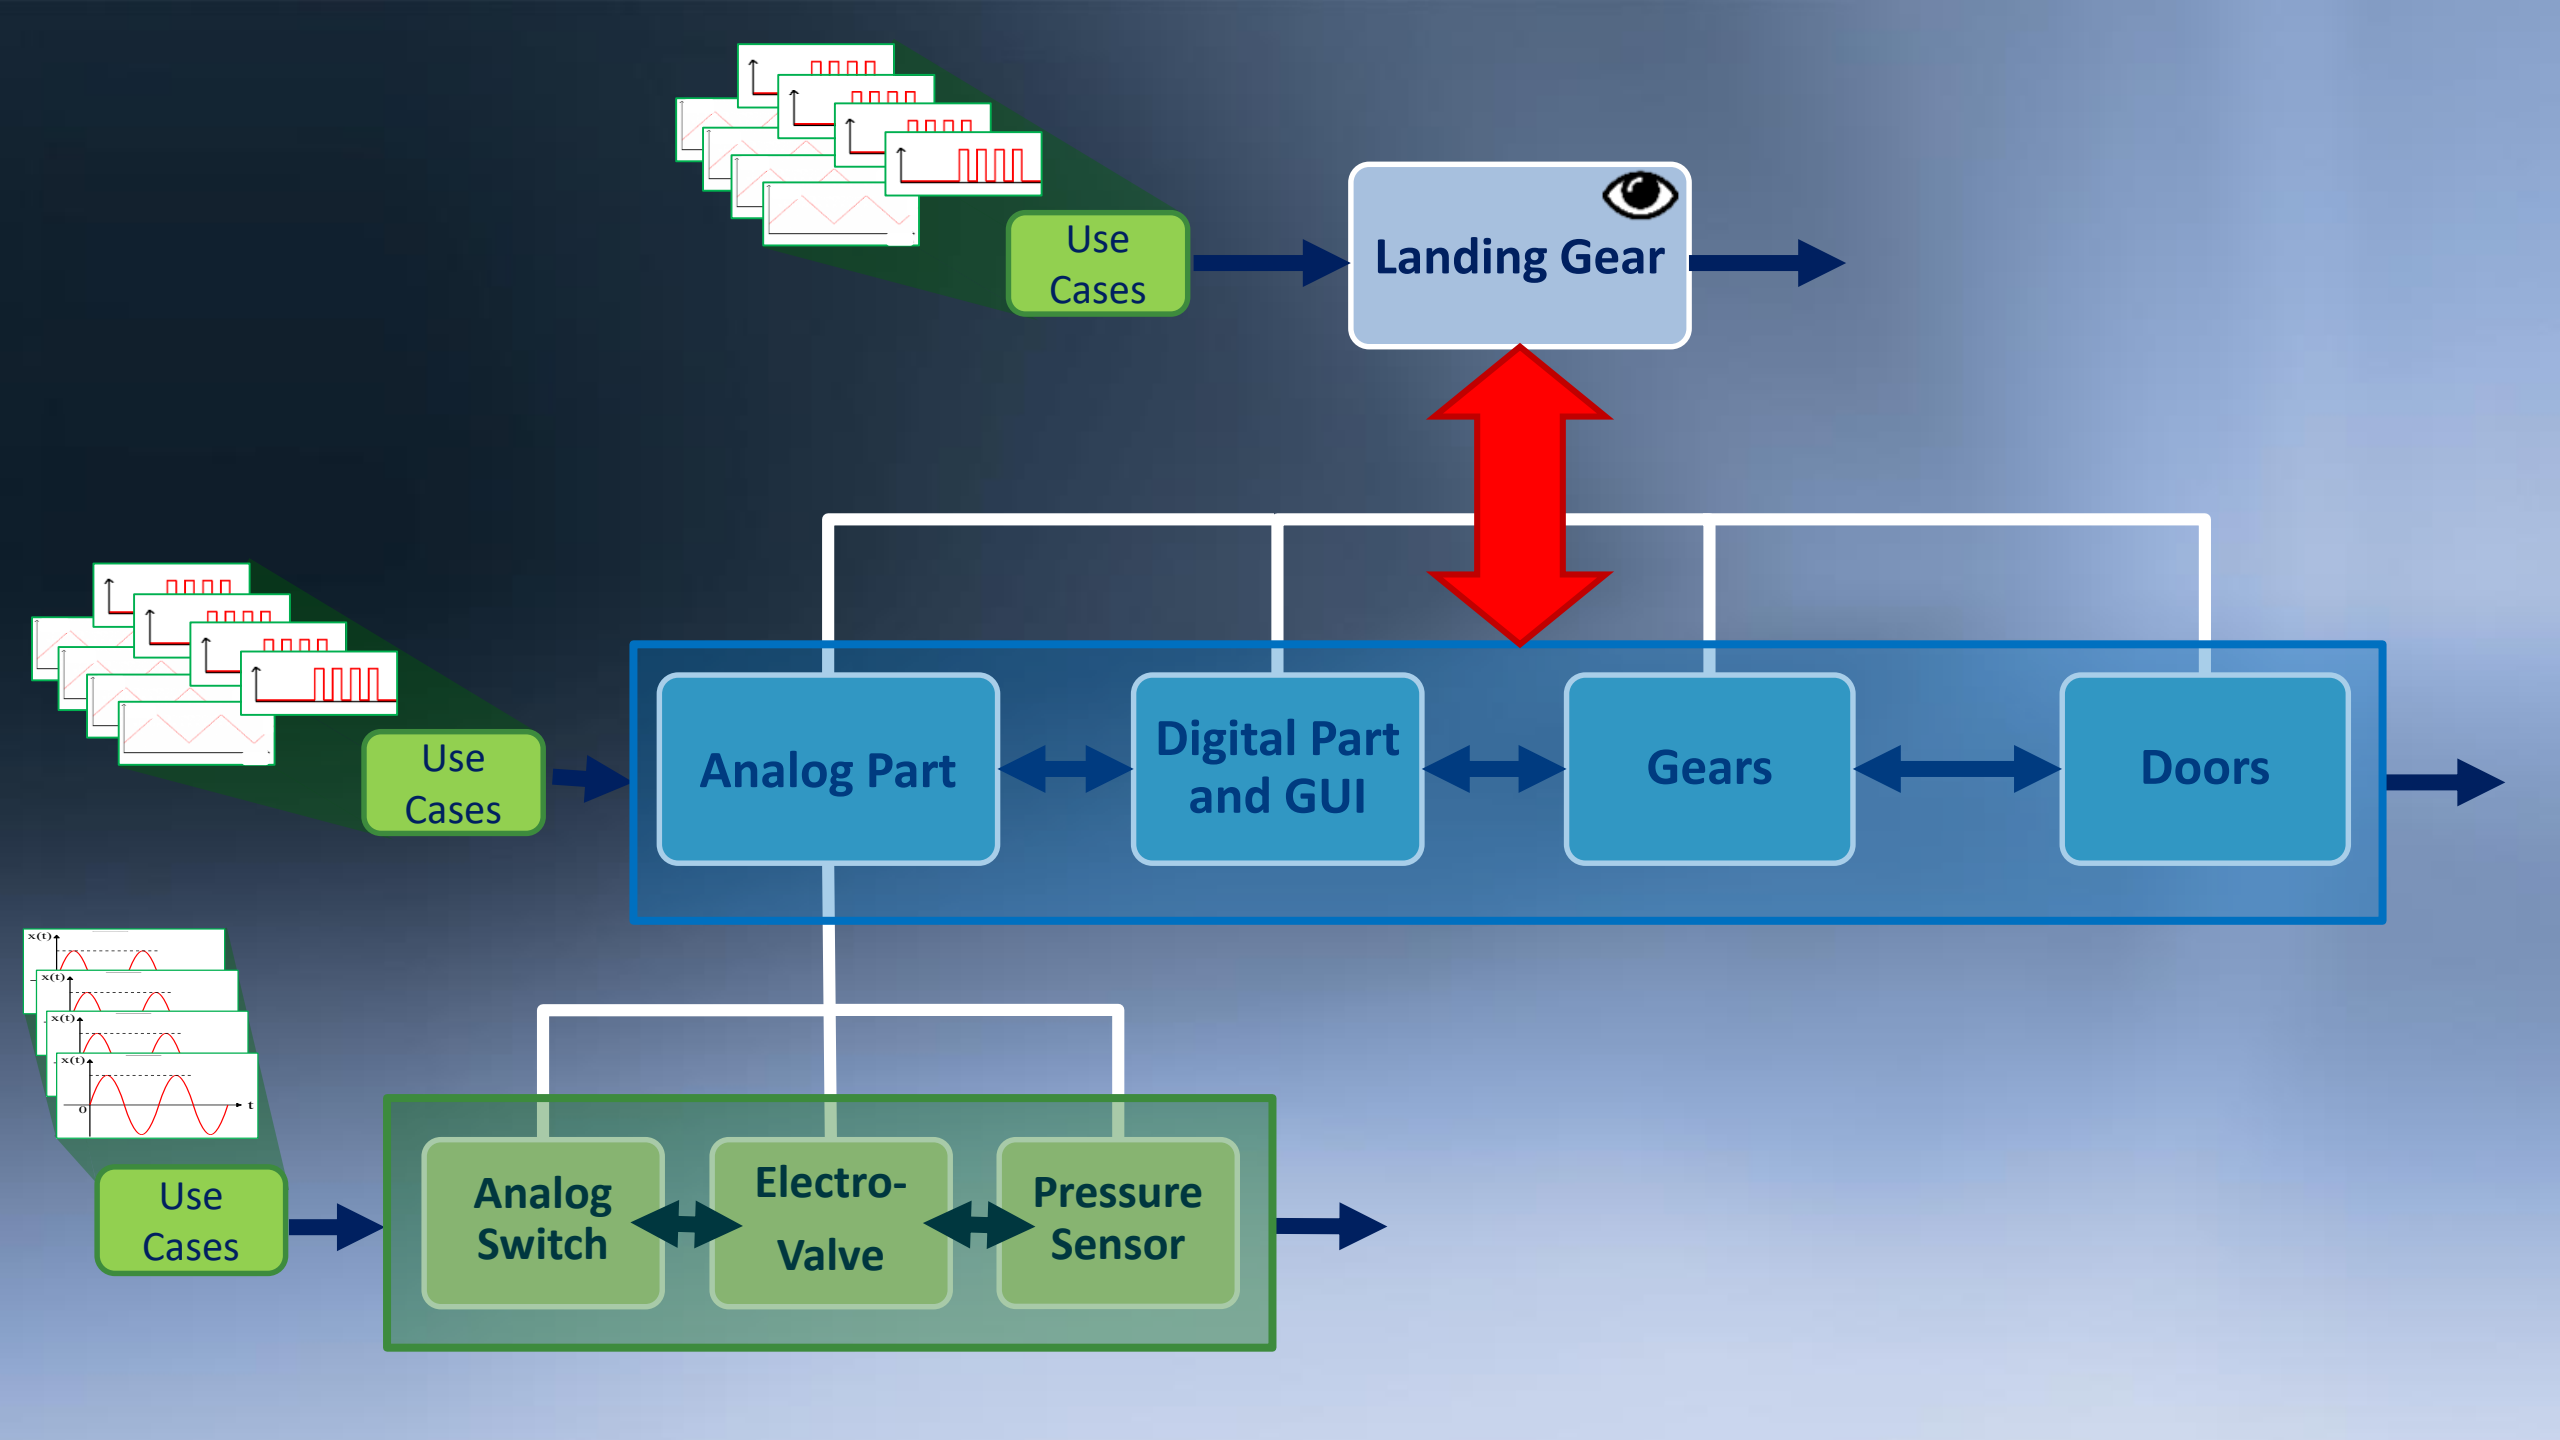 Use
Cases
Landing Gear
Use
Cases
Analog Part
Digital Part
and GUI
Gears
Doors
x(t)
x(t)
x(t)
x(t)
0
t
Use
Cases
Analog
Switch
Electro-
Valve
Pressure
Sensor